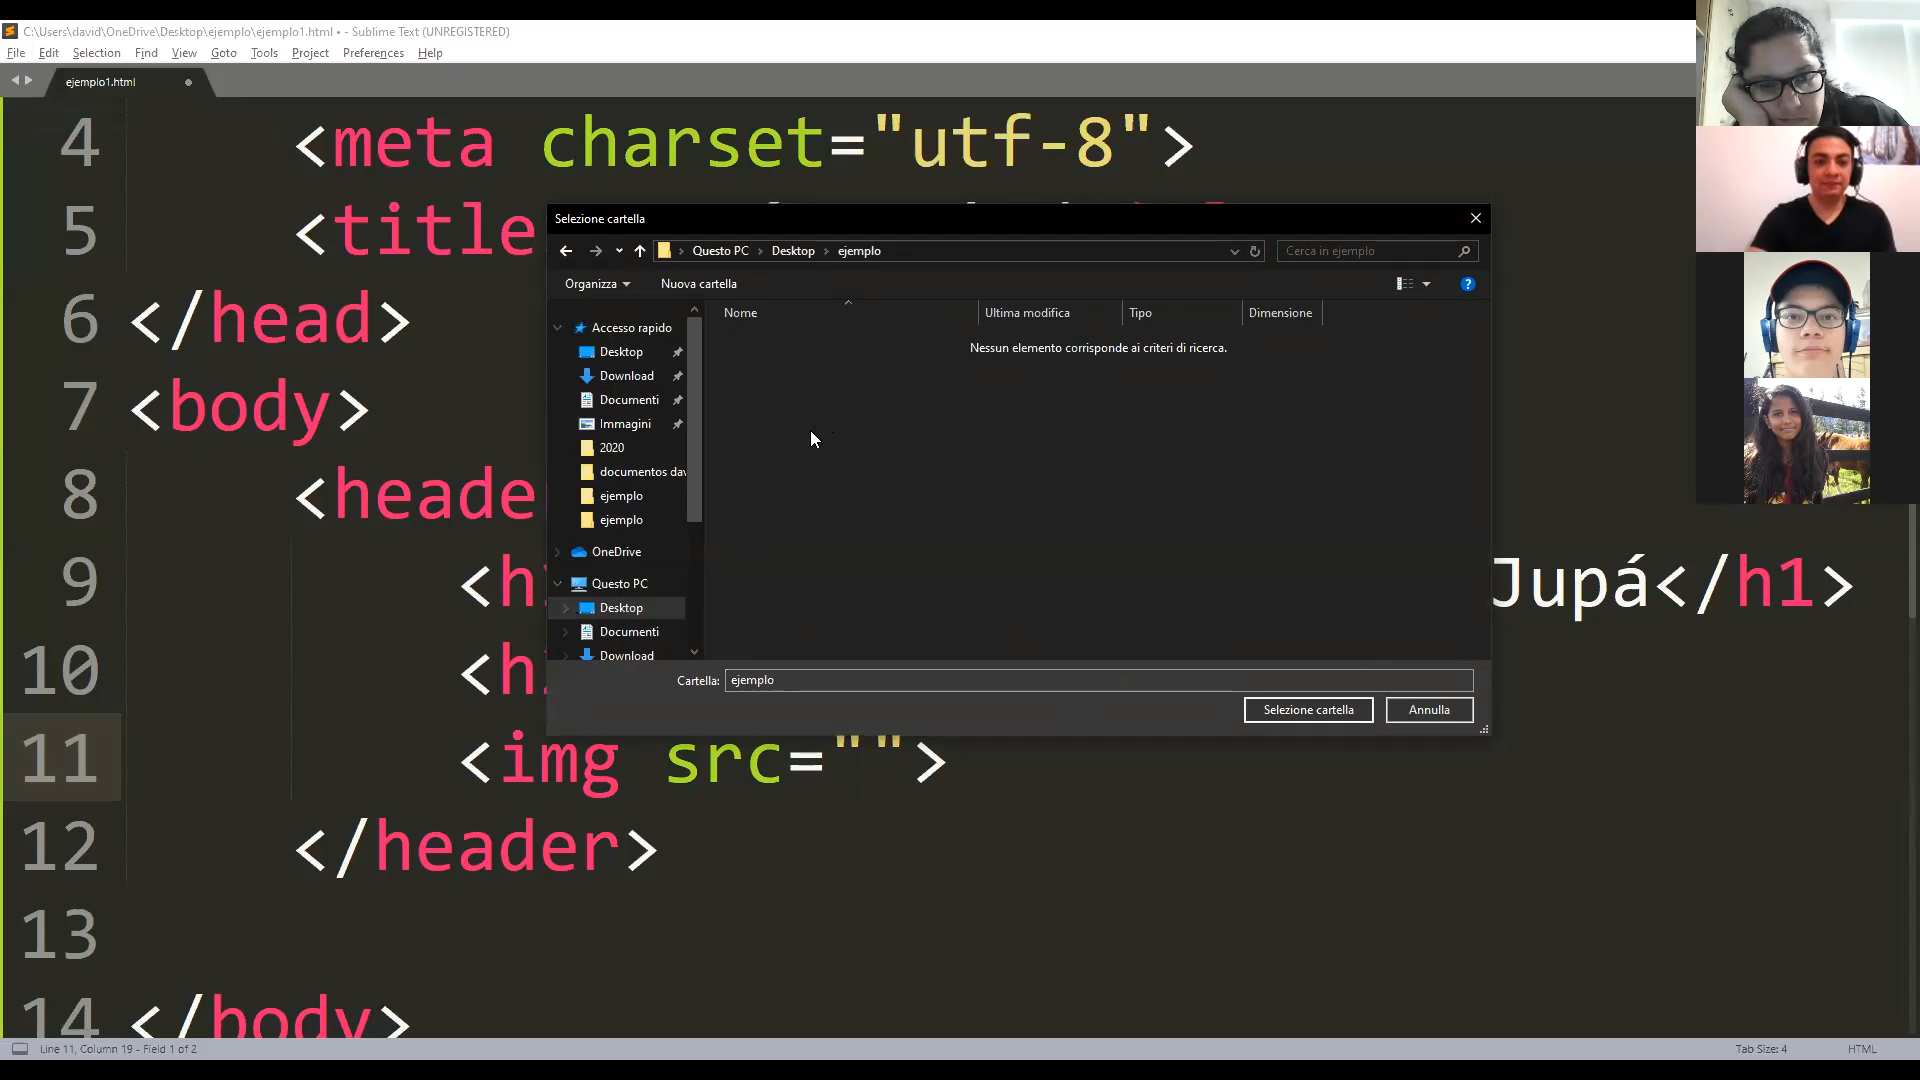 C:\Users\david\OneDrive\Desktop\ejemplo\ejemplo1.html • - Sublime Text (UNREGISTERED)
File Edit Selection Find View Goto Tools Project Preferences Help
ejemplo1.html
4 <meta charset="utf-8">
5 <title
6 </head>
7 <body>
8 <heade
9 <h Jupá</h1>
10 <h
11 <img src="">
12 </header>
13
14 </body>
Selezione cartella
Questo PC > Desktop > ejemplo
Cerca in ejemplo
Organizza Nuova cartella
Nome Ultima modifica Tipo Dimensione
Nessun elemento corrisponde ai criteri di ricerca.
Accesso rapido
Desktop
Download
Documenti
Immagini
2020
documentos dav
ejemplo
ejemplo
OneDrive
Questo PC
Desktop
Documenti
Download
Cartella: ejemplo
Selezione cartella Annulla
Line 11, Column 19 - Field 1 of 2 Tab Size: 4 HTML